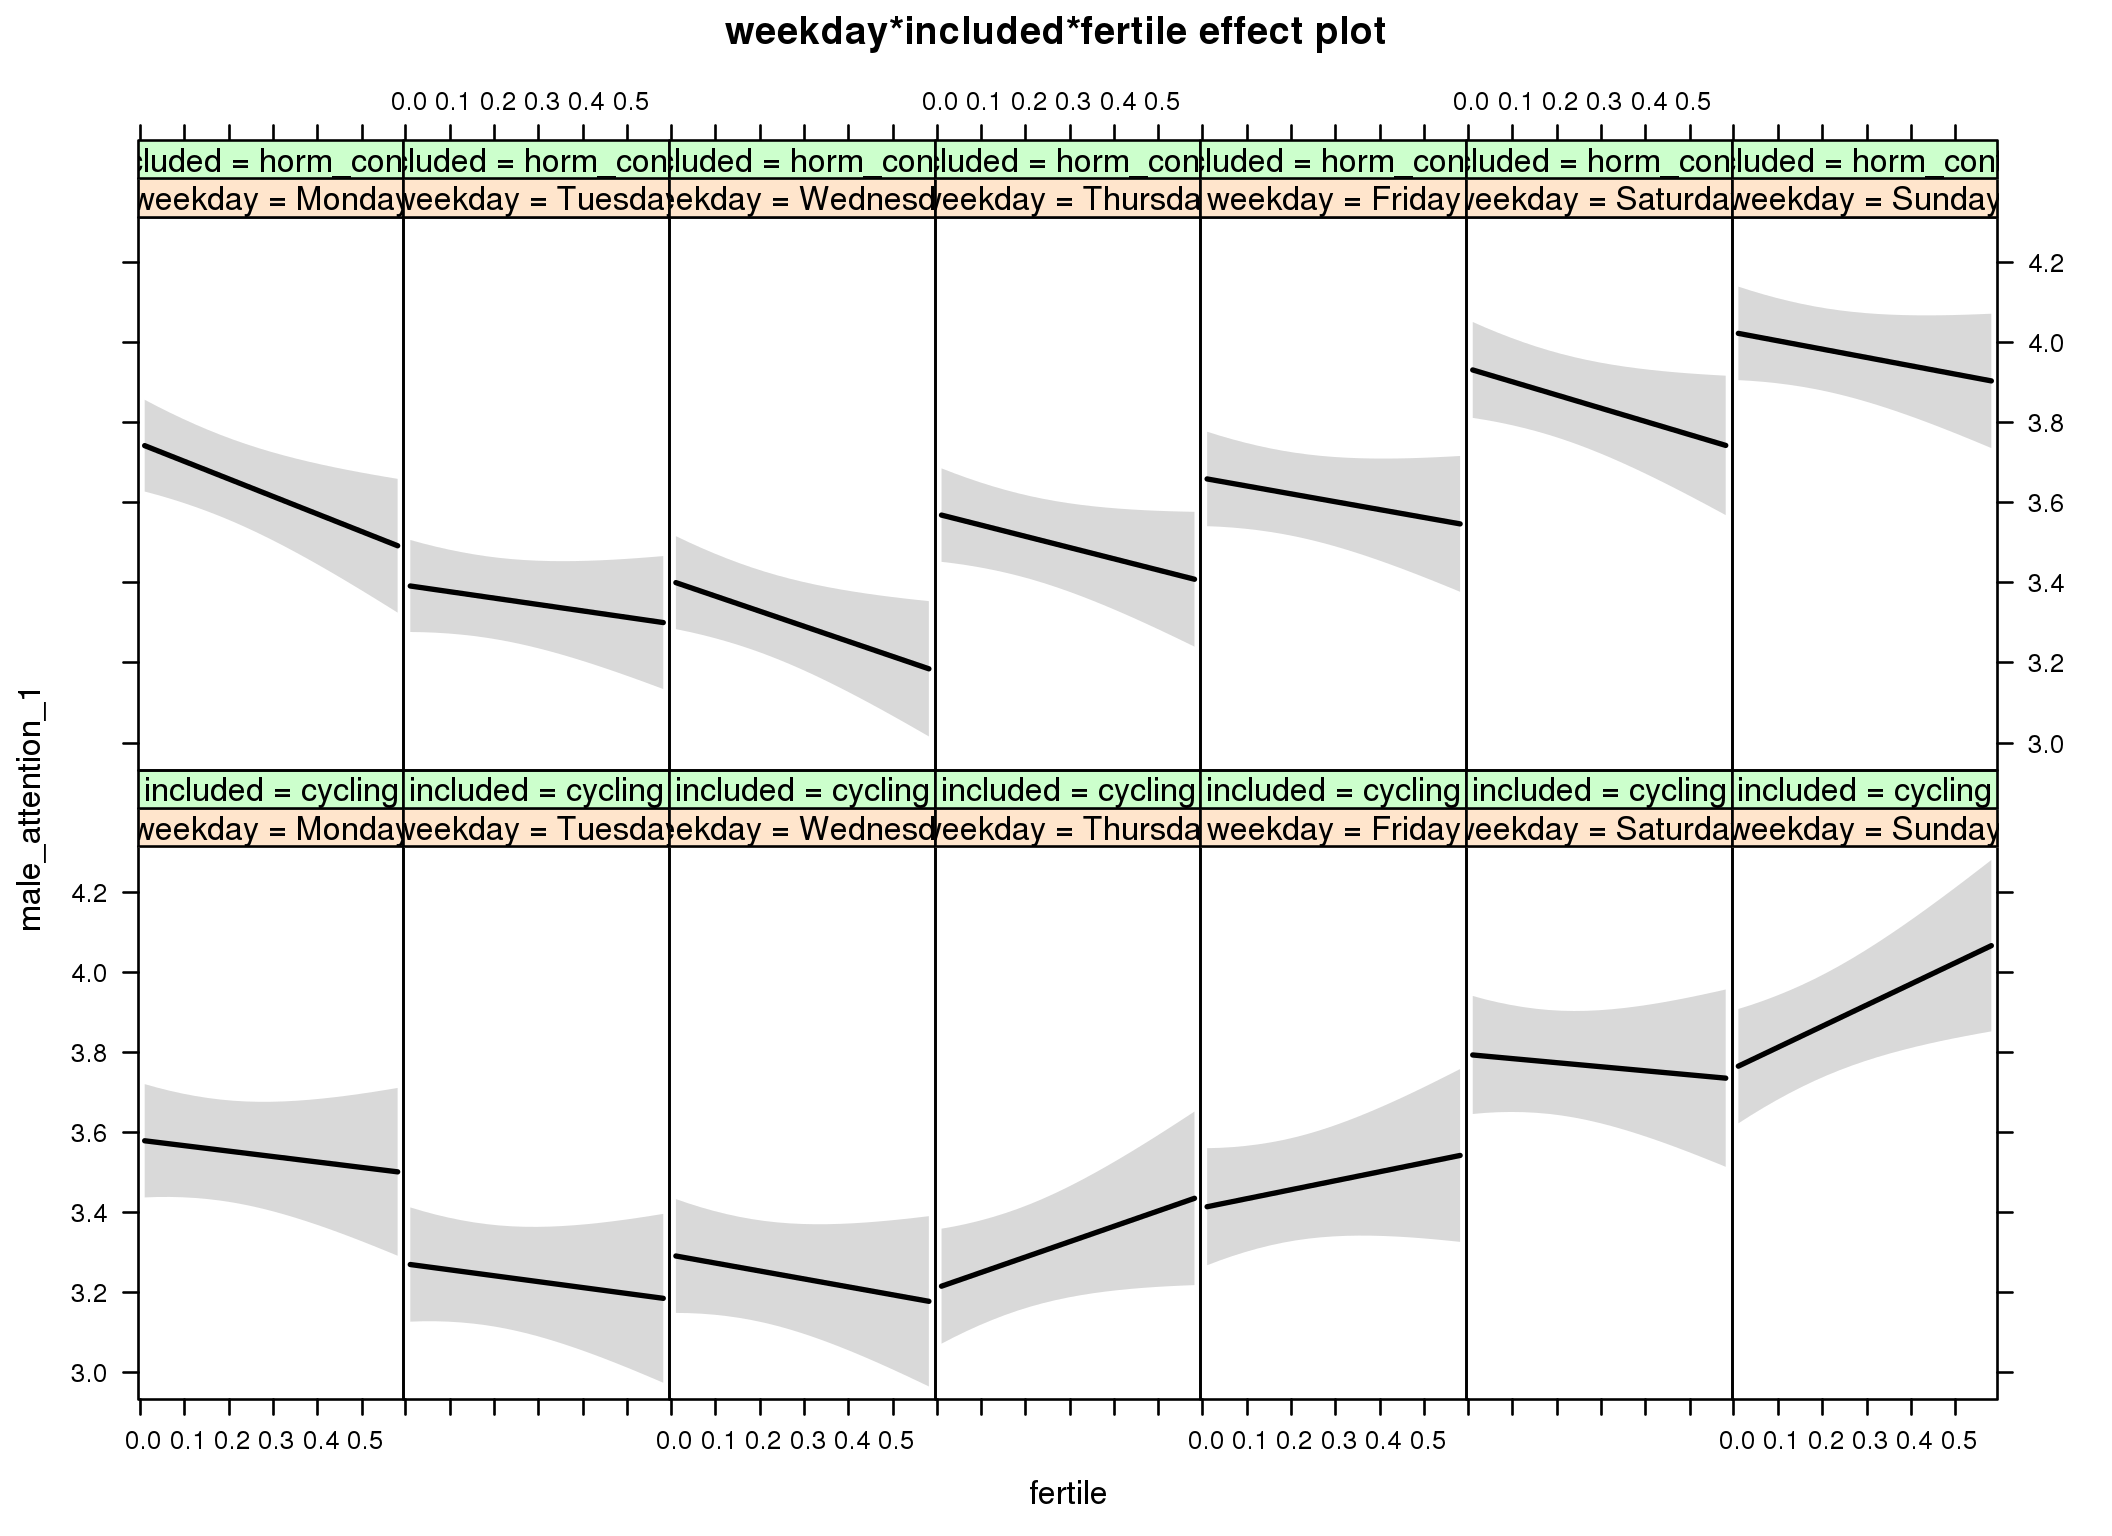 weekday*included*fertile effect plot
0.0 0.1 0.2 0.3 0.4 0.5 0.0 0.1 0.2 0.3 0.4 0.5 0.0 0.1 0.2 0.3 0.4 0.5
cluded = horm_con cluded = horm_con cluded = horm_con cluded = horm_con cluded = horm_con cluded = horm_con cluded = horm_con
weekday = Monday weekday = Tuesday eekday = Wednesd weekday = Thursda weekday = Friday weekday = Saturda weekday = Sunday
4.2
4.0
3.8
3.6
3.4
3.2
3.0
male_attention_1
included = cycling included = cycling included = cycling included = cycling included = cycling included = cycling included = cycling
weekday = Monday weekday = Tuesday eekday = Wednesd weekday = Thursda weekday = Friday weekday = Saturda weekday = Sunday
4.2
4.0
3.8
3.6
3.4
3.2
3.0
0.0 0.1 0.2 0.3 0.4 0.5 0.0 0.1 0.2 0.3 0.4 0.5 0.0 0.1 0.2 0.3 0.4 0.5 0.0 0.1 0.2 0.3 0.4 0.5
fertile